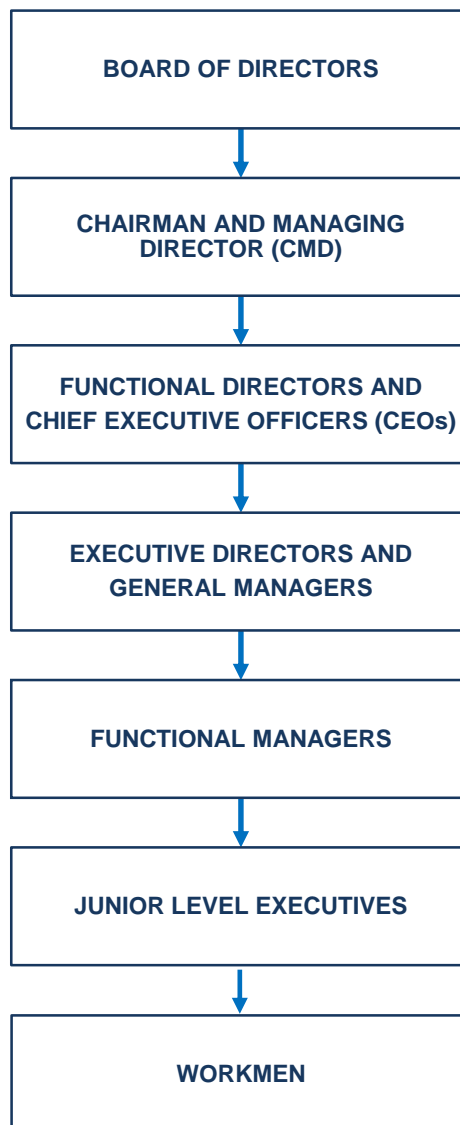 BOARD OF DIRECTORS
CHAIRMAN AND MANAGING
DIRECTOR (CMD)
FUNCTIONAL DIRECTORS AND
CHIEF EXECUTIVE OFFICERS (CEOs)
EXECUTIVE DIRECTORS AND
GENERAL MANAGERS
FUNCTIONAL MANAGERS
JUNIOR LEVEL EXECUTIVES
WORKMEN